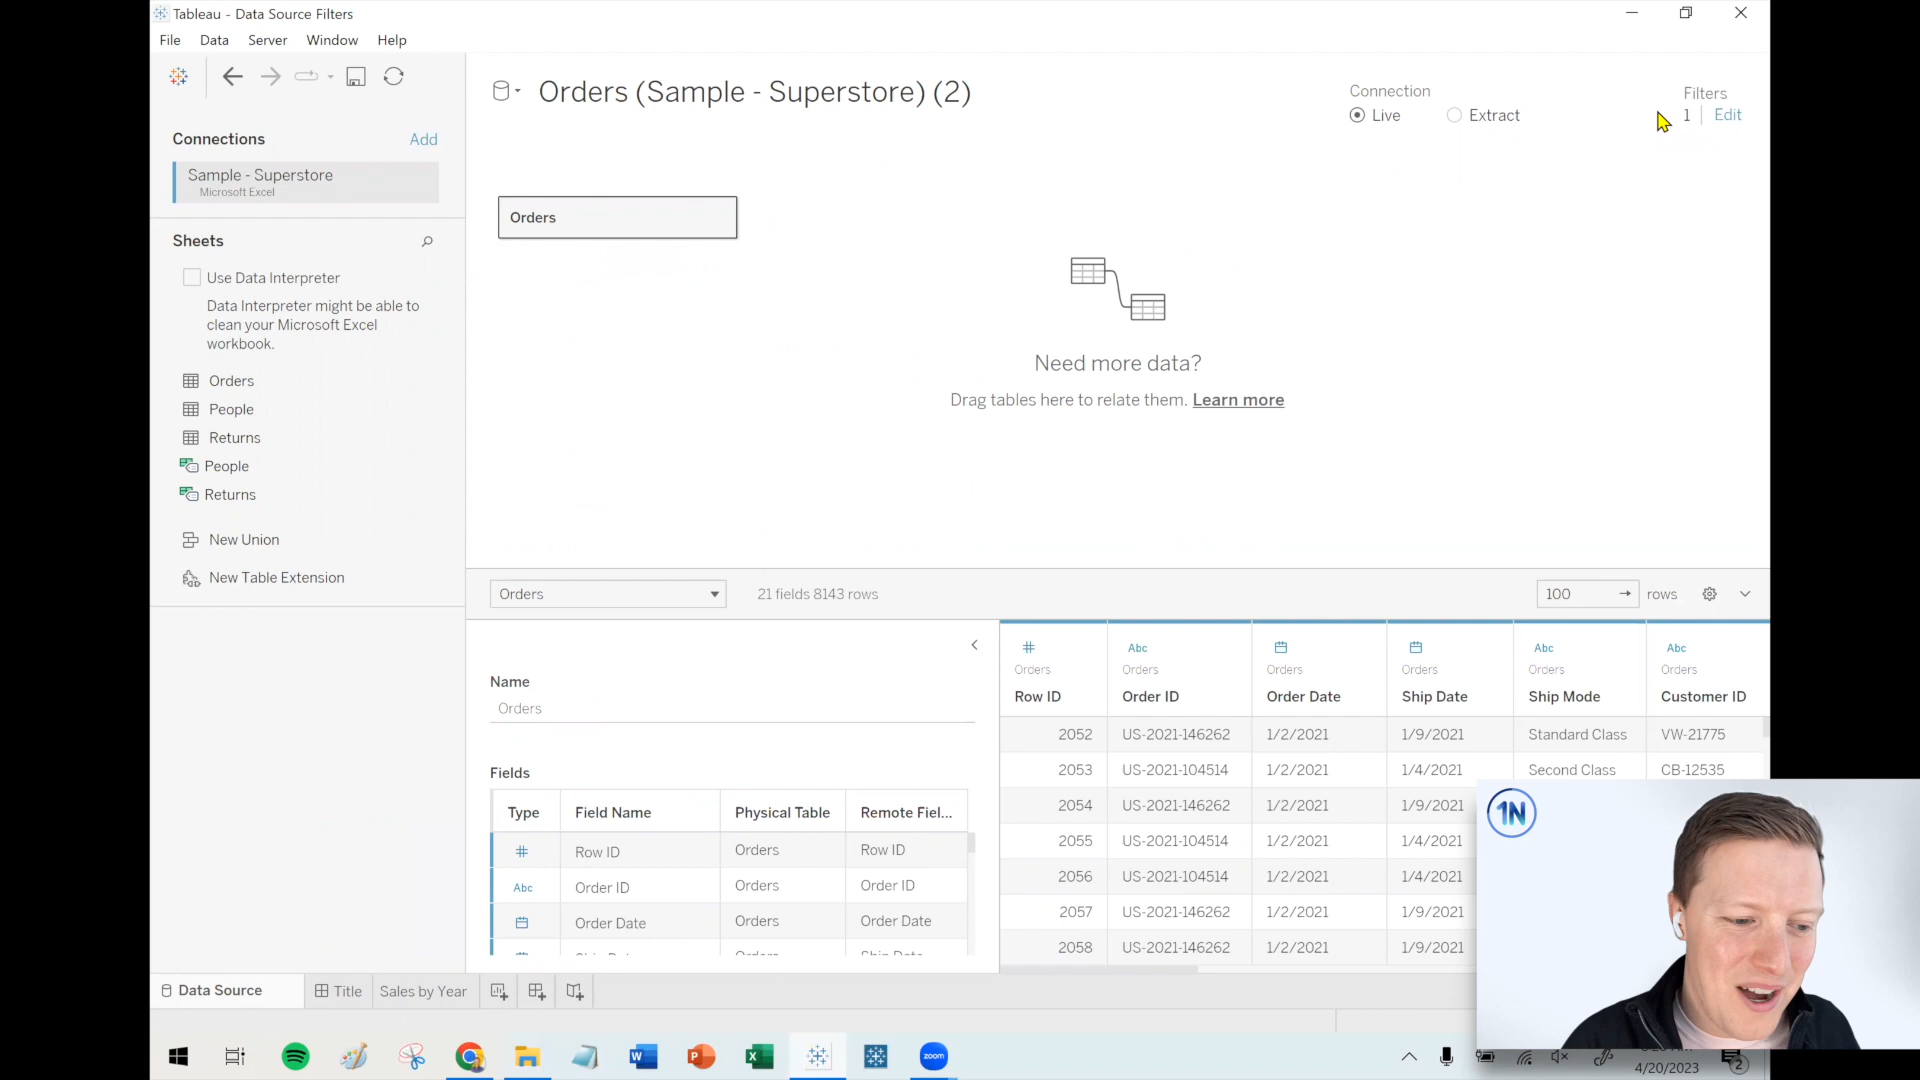 Tableau - Data Source Filters
File Data Server Window Help
Orders (Sample - Superstore) (2)
Connection
Live Extract
Filters
1 Edit
Connections Add
Sample - Superstore
Microsoft Excel
Sheets
Use Data Interpreter
Data Interpreter might be able to
clean your Microsoft Excel
workbook.
Orders
People
Returns
People
Returns
New Union
New Table Extension
Orders
Need more data?
Drag tables here to relate them. Learn more
Orders 21 fields 8143 rows 100 rows
Name
Orders
Fields
Type Field Name Physical Table Remote Fiel...
# Row ID Orders Row ID
Abc Order ID Orders Order ID
Order Date Orders Order Date
Ship Date Orders Ship Date
# Abc Abc Abc
Orders Orders Orders Orders Orders Orders
Row ID Order ID Order Date Ship Date Ship Mode Customer ID
2052 US-2021-146262 1/2/2021 1/9/2021 Standard Class VW-21775
2053 US-2021-104514 1/2/2021 1/4/2021 Second Class CB-12535
2054 US-2021-146262 1/2/2021 1/9/2021
2055 US-2021-104514 1/2/2021 1/4/2021
2056 US-2021-104514 1/2/2021 1/4/2021
2057 US-2021-146262 1/2/2021 1/9/2021
2058 US-2021-146262 1/2/2021 1/9/2021
1N
Data Source Title Sales by Year
zoom
4/20/2023
2